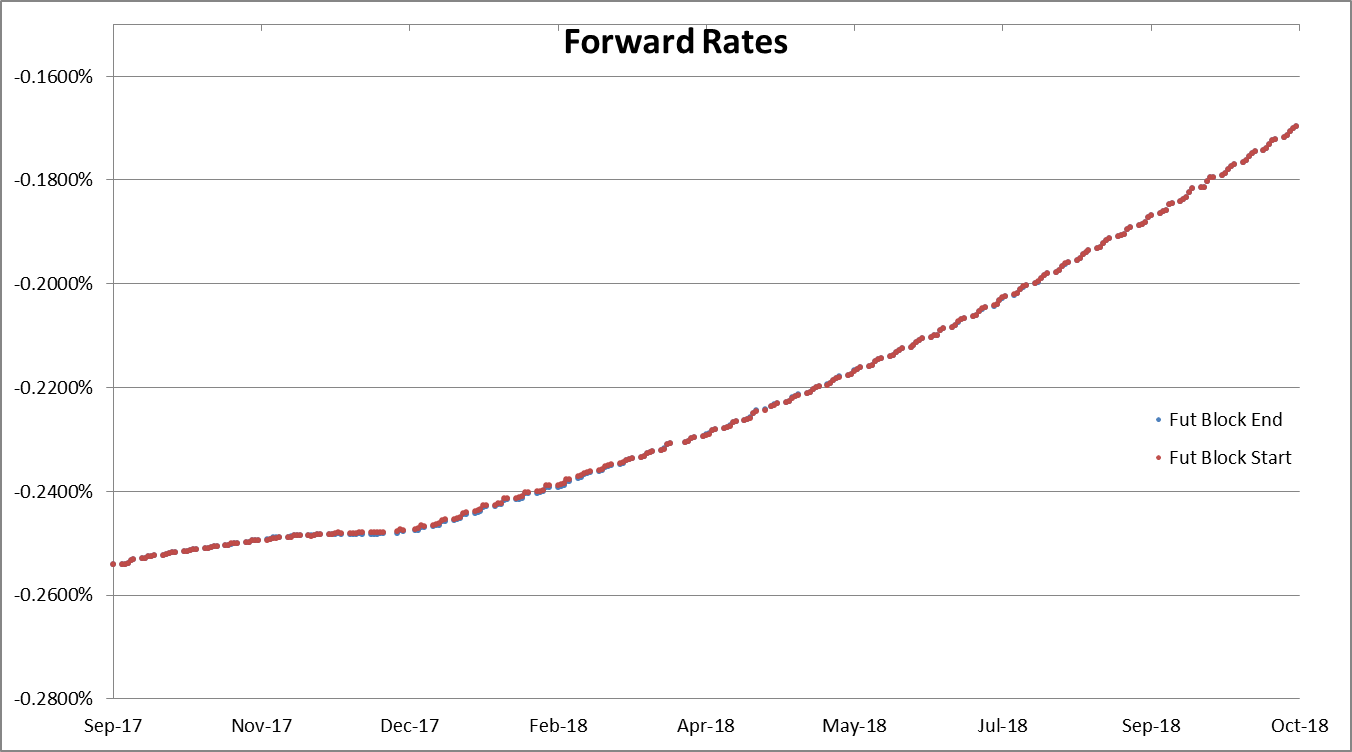 Forward Rates
-0.1600%
-0.1800%
-0.2000%
-0.2200%
-0.2400%
-0.2600%
-0.2800%
Fut Block End
Fut Block Start
Sep-17 Nov-17 Dec-17 Feb-18 Apr-18 May-18 Jul-18 Sep-18 Oct-18